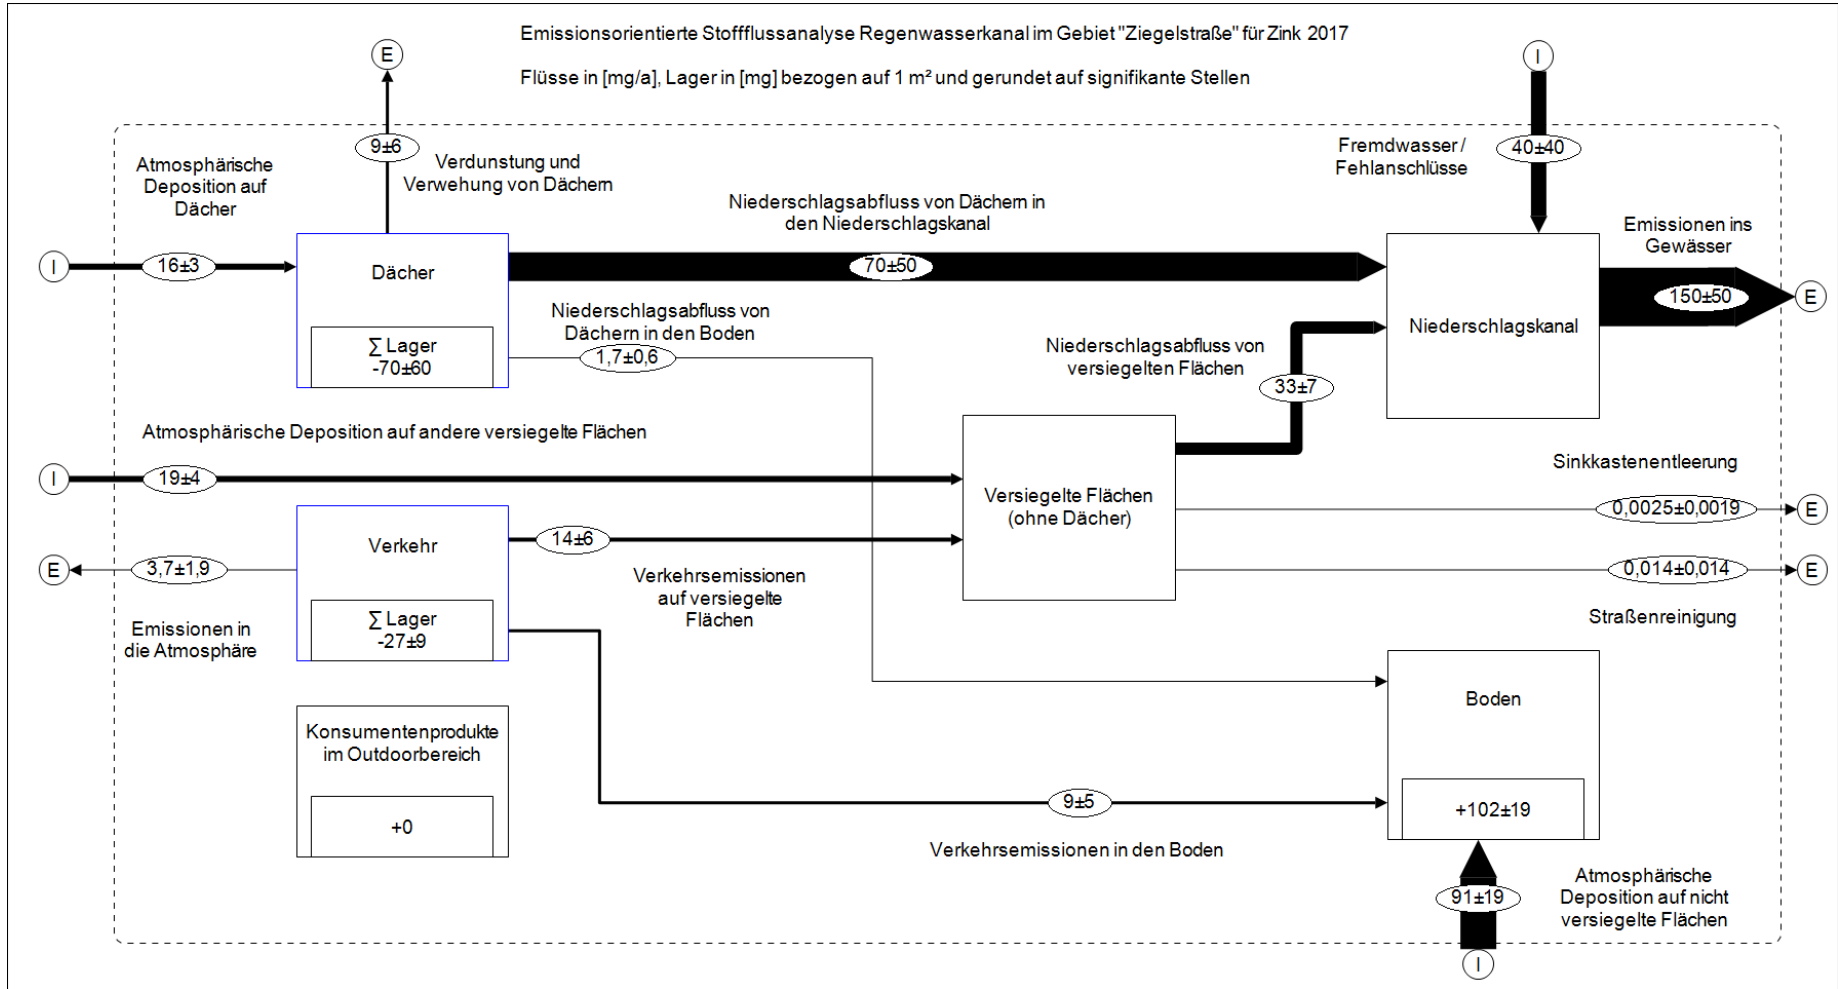 Emissionsorientierte Stoffflussanalyse Regenwasserkanal im Gebiet "Ziegelstraße" für Zink 2017
Flüsse in [mg/a], Lager in [mg] bezogen auf 1 m² und gerundet auf signifikante Stellen
E
I
9±6
Verdunstung und
Verwehung von Dächern
Atmosphärische
Deposition auf
Dächer
Fremdwasser /
Fehlanschlüsse
40±40
Niederschlagsabfluss von Dächern in
den Niederschlagskanal
Emissionen ins
Gewässer
I
16±3
Dächer
∑ Lager
-70±60
70±50
150±50
E
Niederschlagskanal
Niederschlagsabfluss von
Dächern in den Boden
1,7±0,6
Niederschlagsabfluss von
versiegelten Flächen
33±7
Atmosphärische Deposition auf andere versiegelte Flächen
I
19±4
Versiegelte Flächen
(ohne Dächer)
Sinkkastenentleerung
0,0025±0,0019
E
Verkehr
∑ Lager
-27±9
14±6
Verkehrsemissionen
auf versiegelte
Flächen
E
3,7±1,9
Emissionen in
die Atmosphäre
0,014±0,014
E
Straßenreinigung
Konsumentenprodukte
im Outdoorbereich
+0
Boden
+102±19
9±5
Verkehrsemissionen in den Boden
91±19
Atmosphärische
Deposition auf nicht
versiegelte Flächen
I